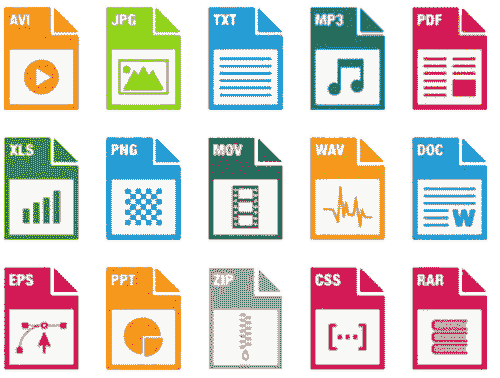 AVI
JPG
TXT
MP3
PDF
XLS
PNG
MOV
WAV
DOC
W
EPS
PPT
ZIP
CSS
[...]
RAR